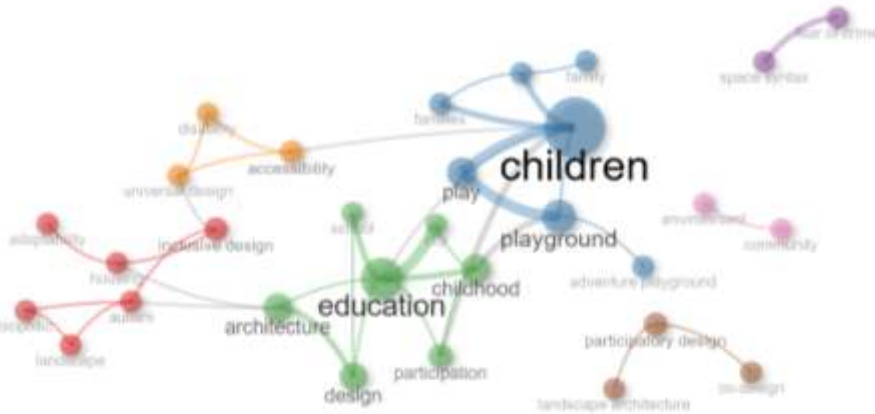 family
space syntax
families
disability
children
accessibility
play
universal design
school
adaptability
inclusive design
playground
community
housing
childhood
adventure playground
education
autism
architecture
participatory design
landscape
participation
co-design
design
landscape architecture